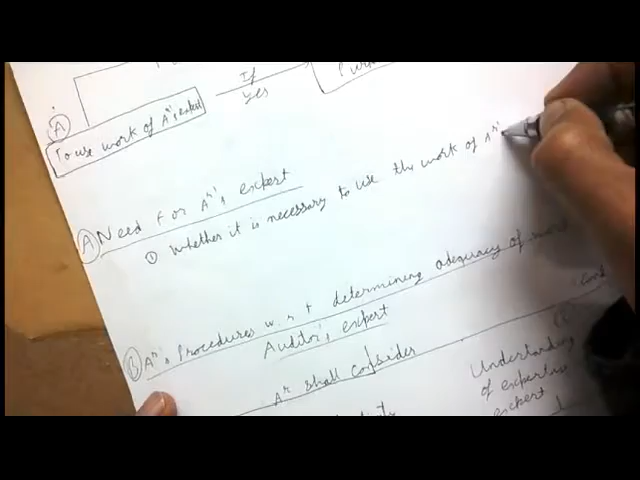 If
Yes
(A)
To use work of Aʳ's expert
(A) Need for Aʳ's expert
① Whether it is necessary to use the work of Aʳ'
(B) Aʳ's Procedures w.r.t determining adequacy of
Auditor's expert
Aʳ shall consider
Understanding
of expertise
expert